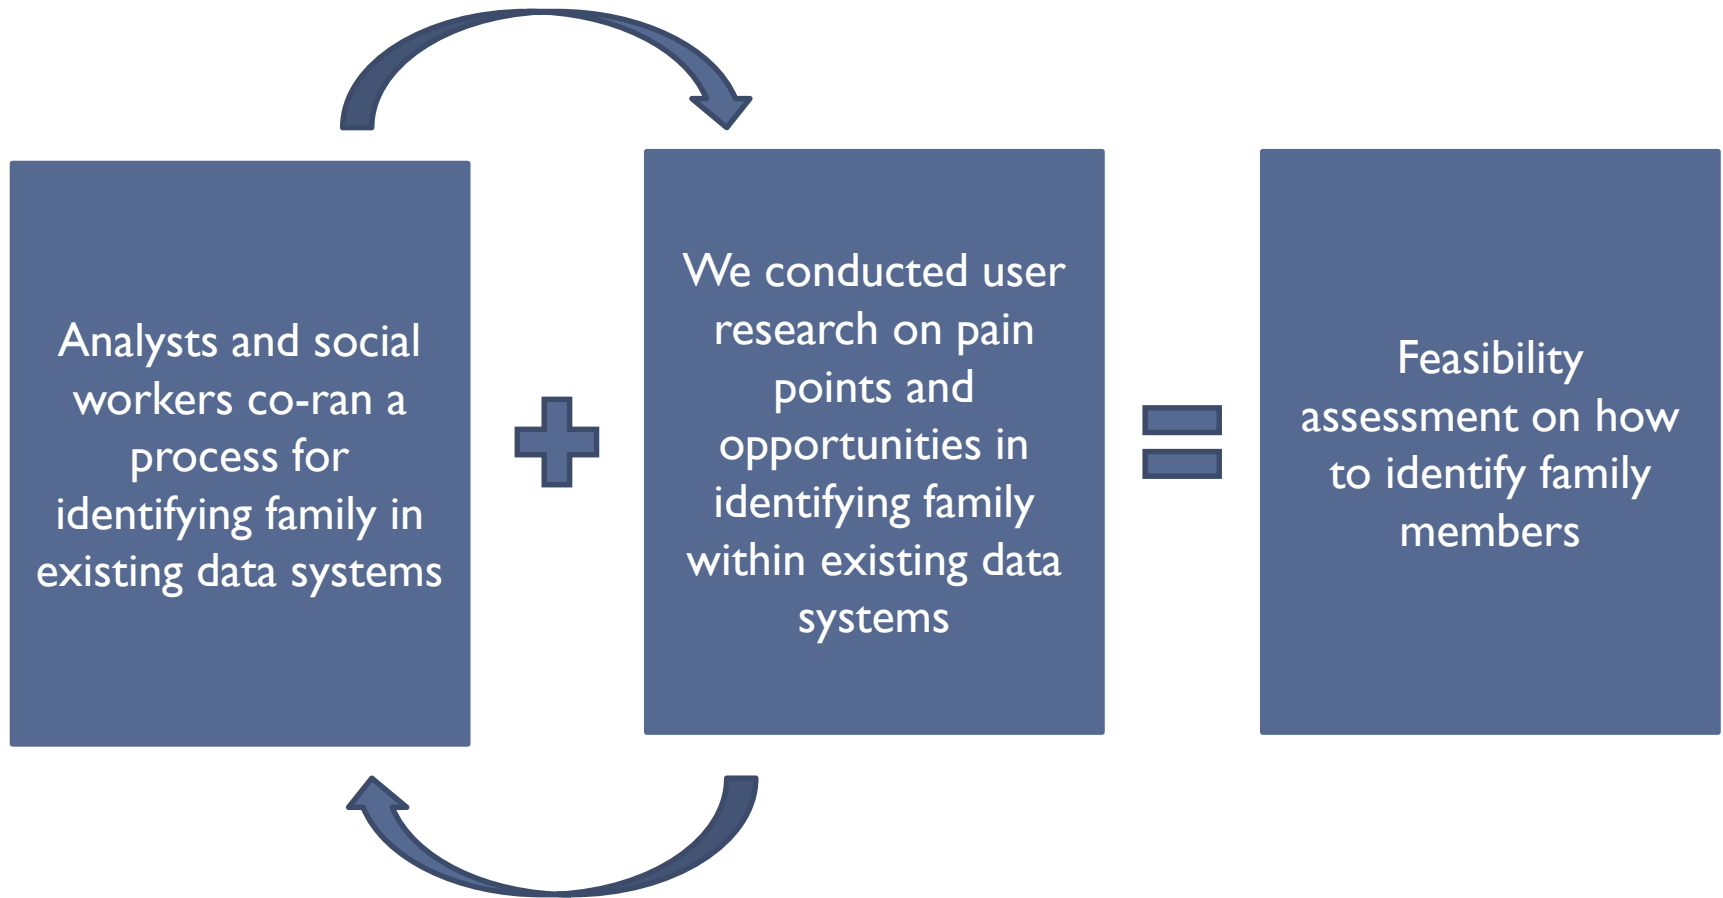 Analysts and social
workers co-ran a
process for
identifying family in
existing data systems
We conducted user
research on pain
points and
opportunities in
identifying family
within existing data
systems
Feasibility
assessment on how
to identify family
members